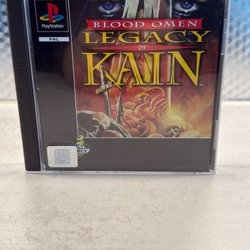 PlayStation
PAL
BLOOD OMEN
LEGACY
OF
KAIN